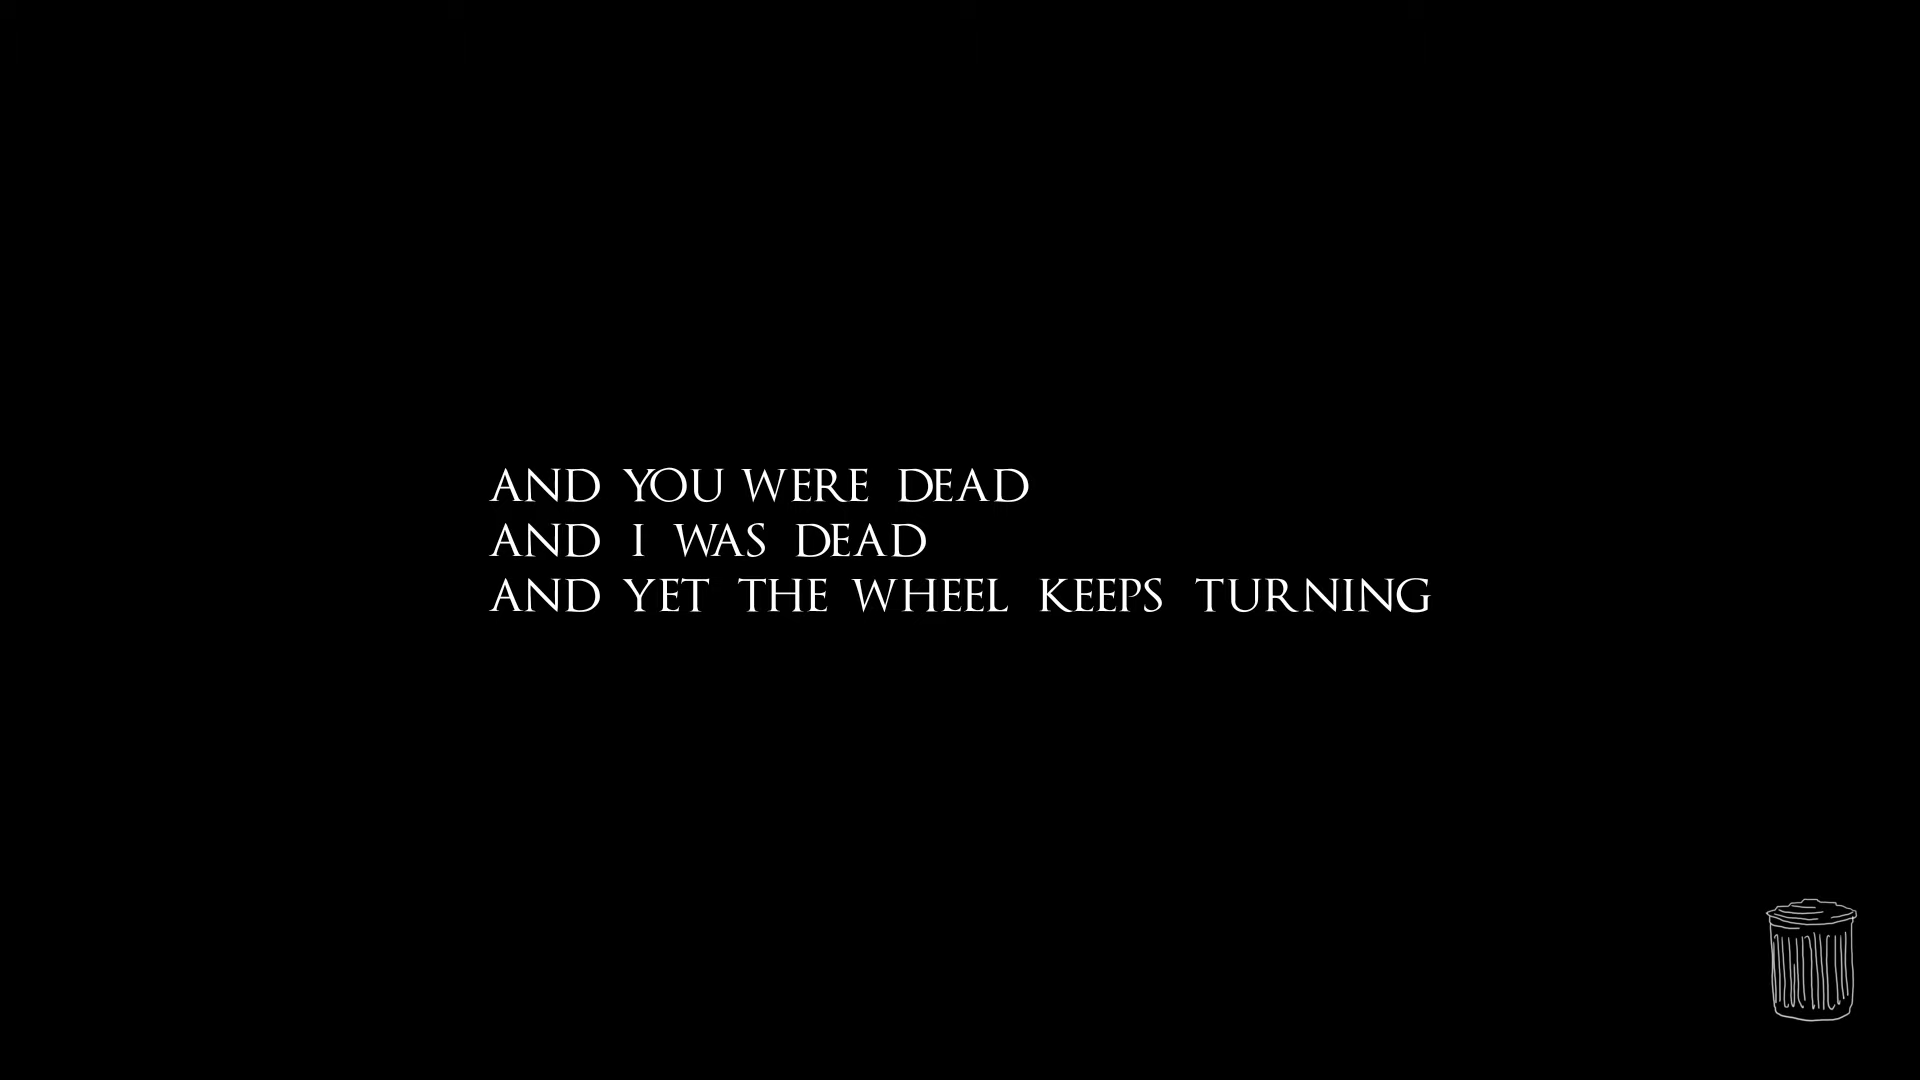 AND YOU WERE DEAD
AND I WAS DEAD
AND YET THE WHEEL KEEPS TURNING